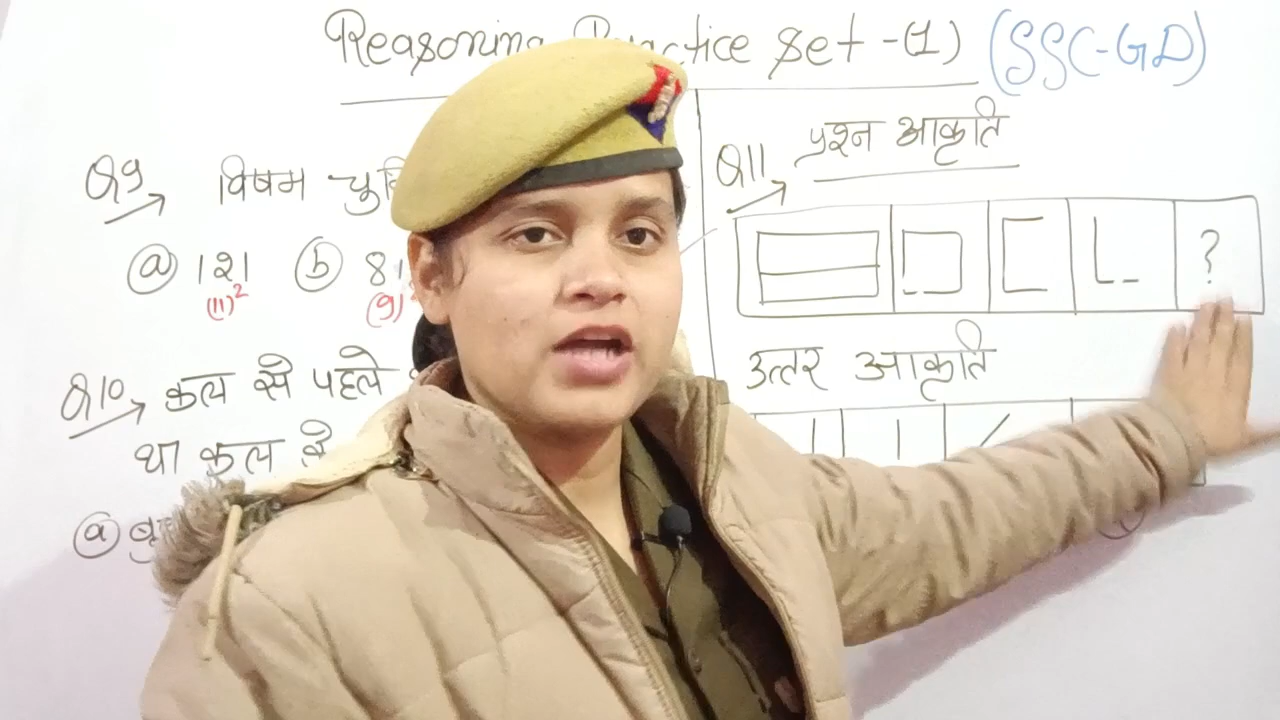 Reasoning Practice Set -(1) (SSC-GD)
Q9 विषम
(a) 121 (b)
(11)²
(9)
Q10 कल से पहले
था कल से
(a)
Q11 प्रश्न आकृति
?
उत्तर आकृति